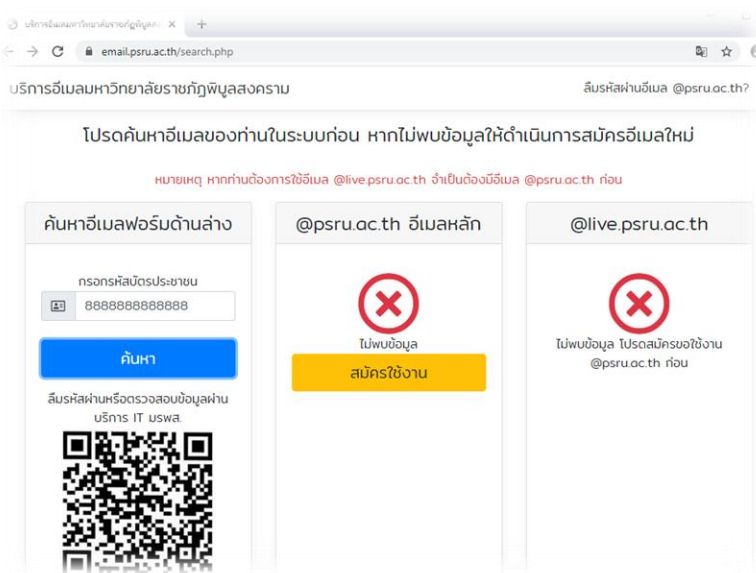 email.psru.ac.th/search.php
บริการอีเมลมหาวิทยาลัยราชภัฏพิบูลสงคราม
ลืมรหัสผ่านอีเมล @psru.ac.th?
โปรดค้นหาอีเมลของท่านในระบบก่อน หากไม่พบข้อมูลให้ดำเนินการสมัครอีเมลใหม่
หมายเหตุ หากท่านต้องการใช้อีเมล @live.psru.ac.th จำเป็นต้องมีอีเมล @psru.ac.th ก่อน
ค้นหาอีเมลฟอร์มด้านล่าง
กรอกรหัสบัตรประชาชน
8888888888888
ค้นหา
ลืมรหัสผ่านหรือตรวจสอบข้อมูลผ่าน
บริการ IT มรพส.
@psru.ac.th อีเมลหลัก
ไม่พบข้อมูล
สมัครใช้งาน
@live.psru.ac.th
ไม่พบข้อมูล โปรดสมัครขอใช้งาน
@psru.ac.th ก่อน